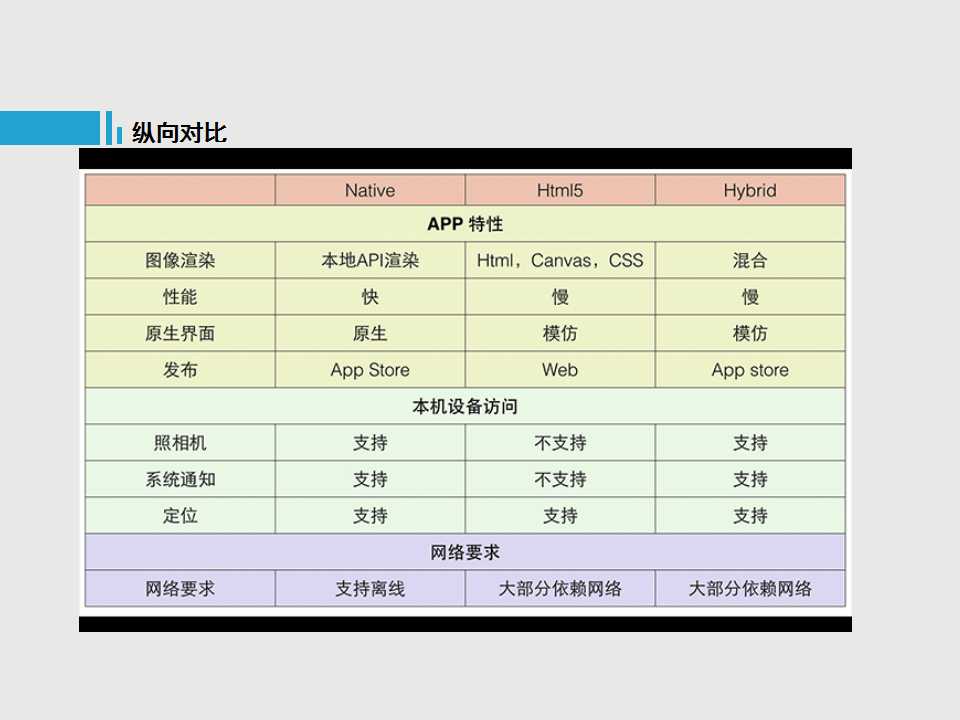 纵向对比
Native Html5 Hybrid
APP 特性
图像渲染 本地API渲染 Html，Canvas，CSS 混合
性能 快 慢 慢
原生界面 原生 模仿 模仿
发布 App Store Web App store
本机设备访问
照相机 支持 不支持 支持
系统通知 支持 不支持 支持
定位 支持 支持 支持
网络要求
网络要求 支持离线 大部分依赖网络 大部分依赖网络